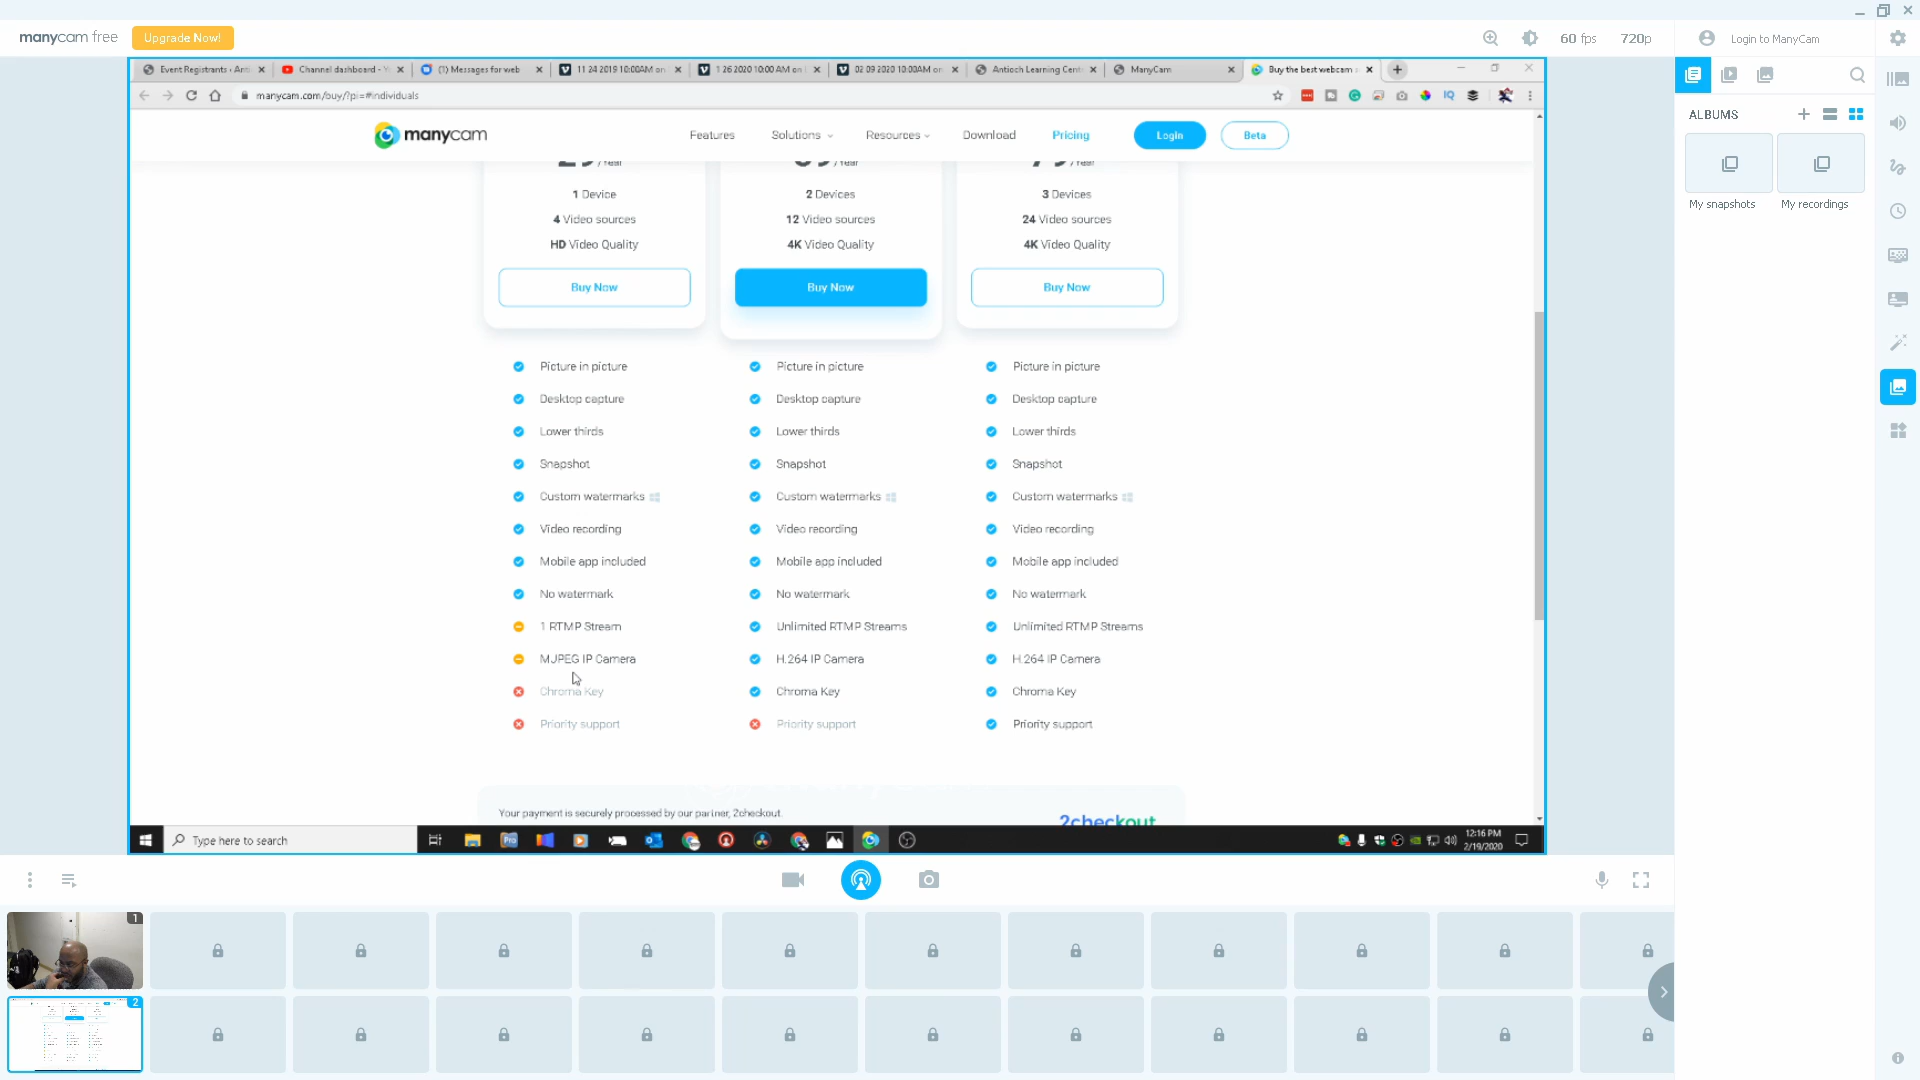 manycam free
Upgrade Now!
60 fps
720p
Login to ManyCam
Event Registrants ‹ Anti
Channel dashboard - Y
(1) Messages for web
11 24 2019 10:00AM on
1 26 2020 10:00 AM on
02 09 2020 10:00AM on
Antioch Learning Cent
ManyCam
Buy the best webcam
manycam.com/buy/?pi=#individuals
IQ
manycam
Features
Solutions
Resources
Download
Pricing
Login
Beta
/Year
/Year
/Year
1 Device
2 Devices
3 Devices
4 Video sources
12 Video sources
24 Video sources
HD Video Quality
4K Video Quality
4K Video Quality
Buy Now
Buy Now
Buy Now
Picture in picture
Picture in picture
Picture in picture
Desktop capture
Desktop capture
Desktop capture
Lower thirds
Lower thirds
Lower thirds
Snapshot
Snapshot
Snapshot
Custom watermarks
Custom watermarks
Custom watermarks
Video recording
Video recording
Video recording
Mobile app included
Mobile app included
Mobile app included
No watermark
No watermark
No watermark
1 RTMP Stream
Unlimited RTMP Streams
Unlimited RTMP Streams
MJPEG IP Camera
H.264 IP Camera
H.264 IP Camera
Chroma Key
Chroma Key
Chroma Key
Priority support
Priority support
Priority support
Your payment is securely processed by our partner, 2checkout.
2checkout
Type here to search
Pro
12:16 PM
2/19/2020
ALBUMS
My snapshots
My recordings
1
2